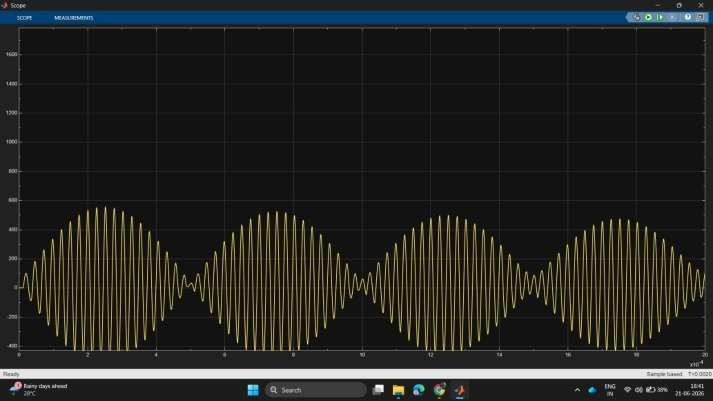 Scope
SCOPE MEASUREMENTS
1600
1400
1200
1000
800
600
400
200
0
-200
-400
0 2 4 6 8 10 12 14 16 18 20
x10^-4
Ready Sample based T=0.0020
1
Rainy days ahead
28°C
Search
ENG
IN
38%
18:41
21-06-2026